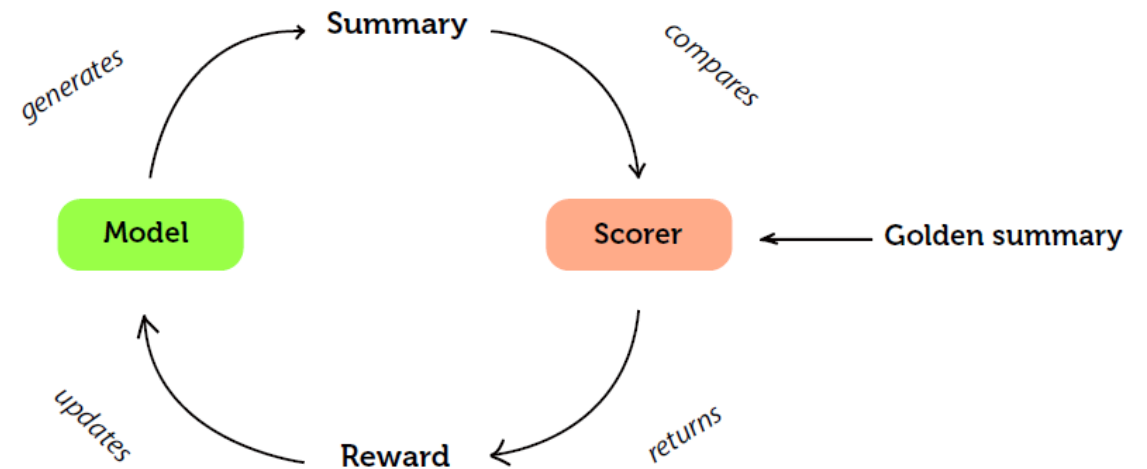 Summary
generates
compares
Model
Scorer
Golden summary
updates
returns
Reward